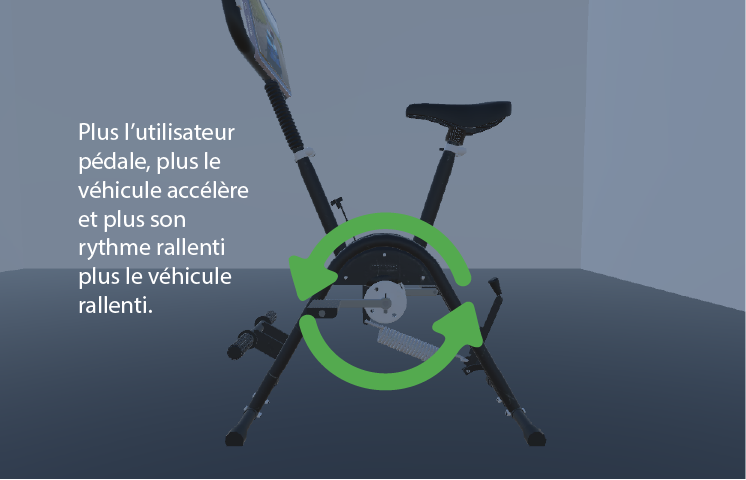 Plus l’utilisateur
pédale, plus le
véhicule accélère
et plus son
rythme rallenti
plus le véhicule
rallenti.